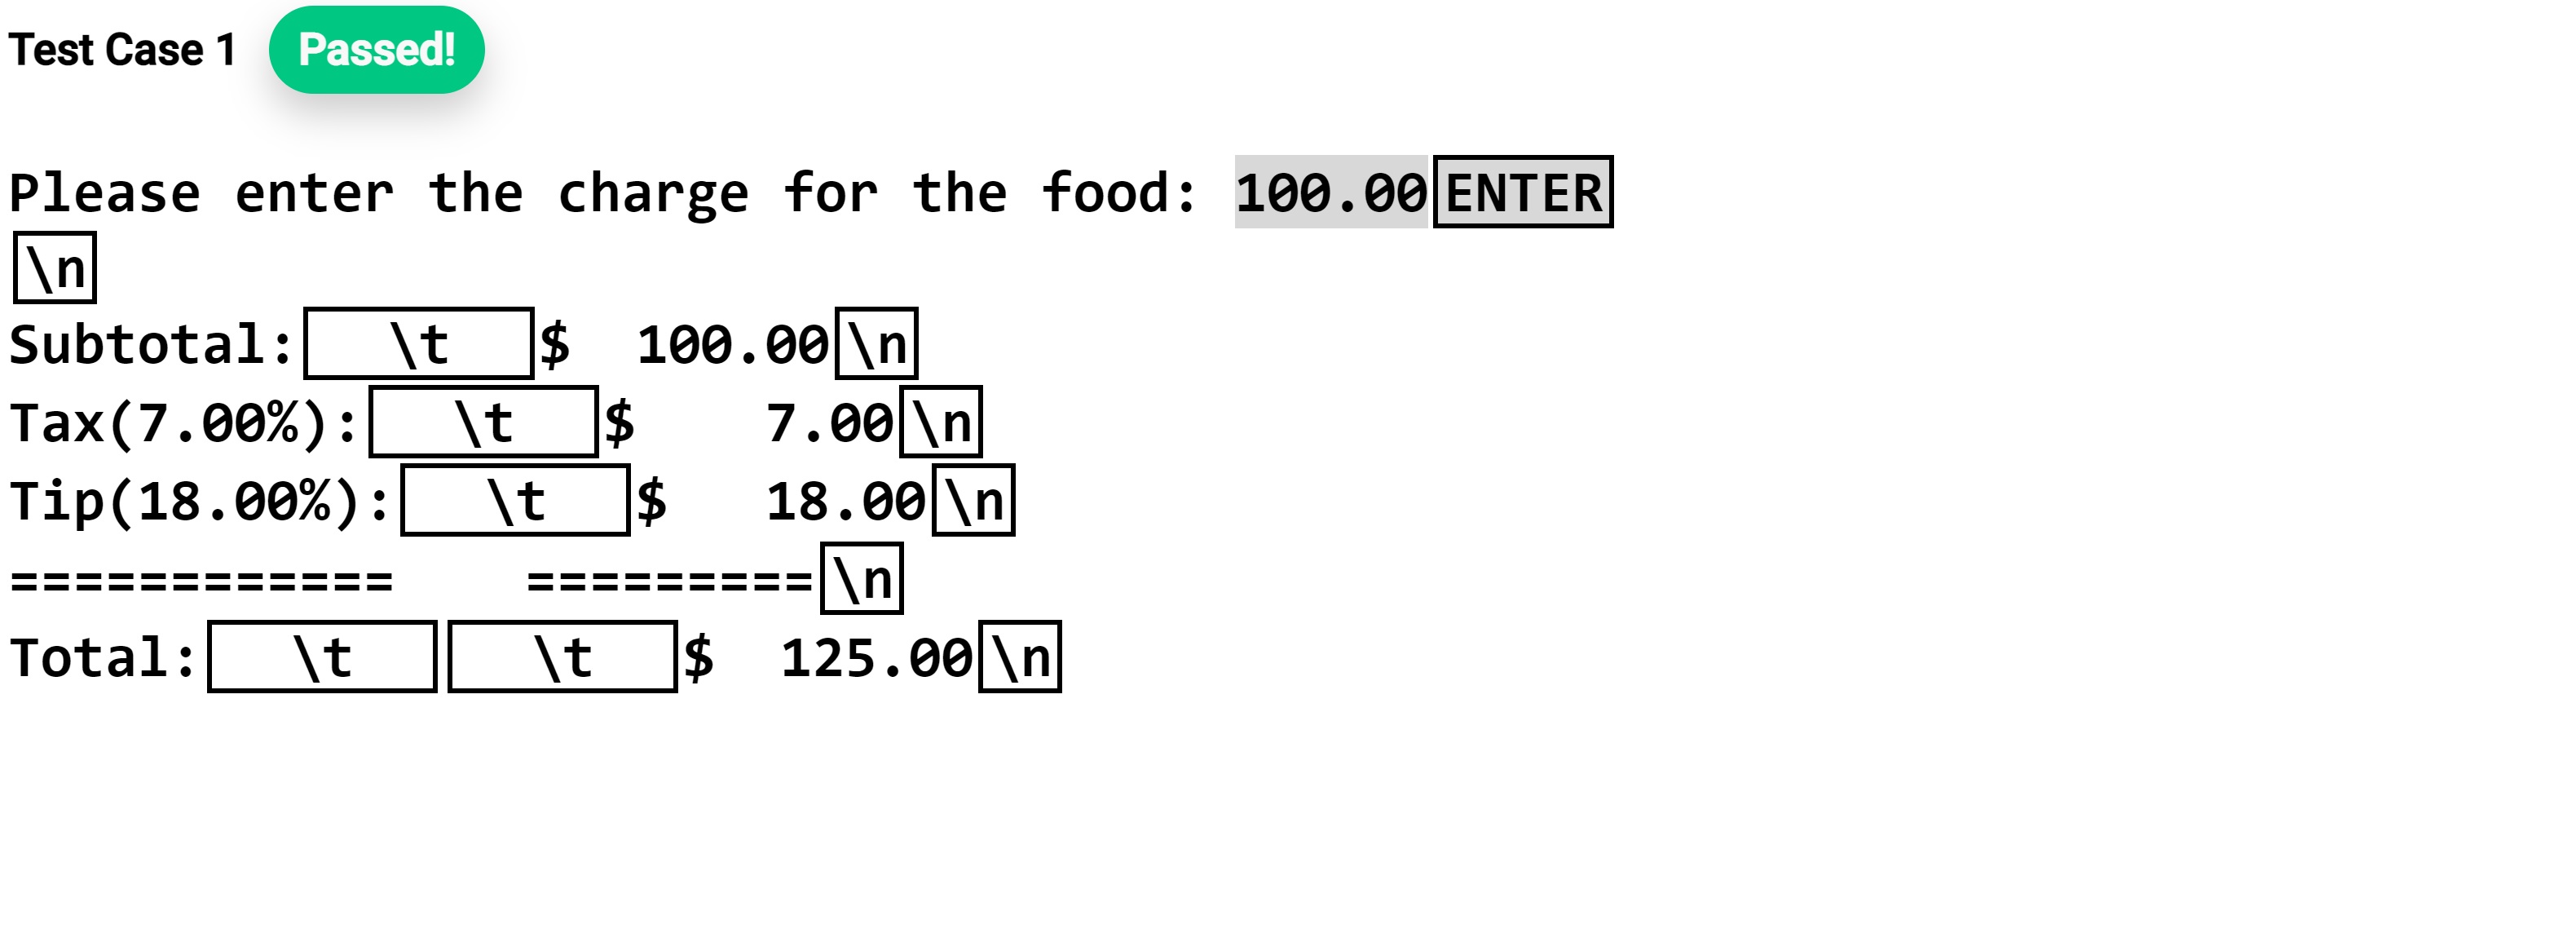 Test Case 1 Passed!
Please enter the charge for the food: 100.00ENTER
\n
Subtotal:\t$  100.00\n
Tax(7.00%):\t$    7.00\n
Tip(18.00%):\t$   18.00\n
============    =========\n
Total:\t\t$  125.00\n